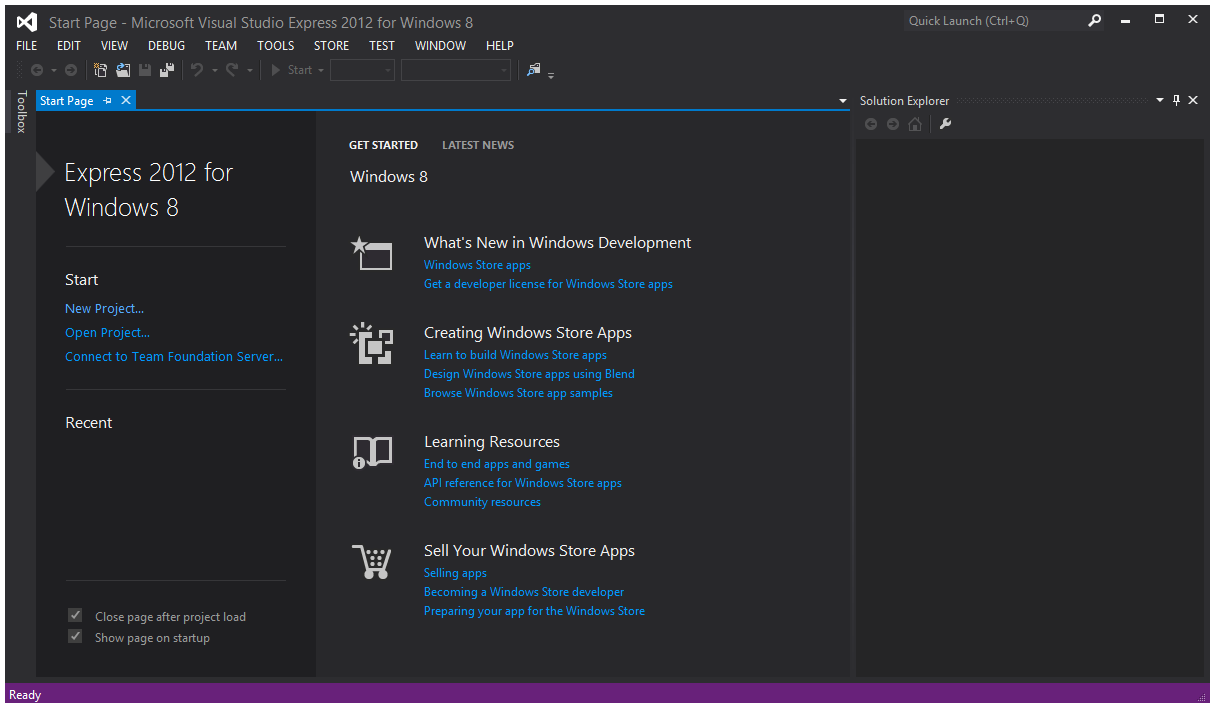 Start Page - Microsoft Visual Studio Express 2012 for Windows 8
Quick Launch (Ctrl+Q)
FILE EDIT VIEW DEBUG TEAM TOOLS STORE TEST WINDOW HELP
Start
Toolbox
Start Page
Solution Explorer
Express 2012 for
Windows 8
Start
New Project...
Open Project...
Connect to Team Foundation Server...
Recent
Close page after project load
Show page on startup
GET STARTED LATEST NEWS
Windows 8
What's New in Windows Development
Windows Store apps
Get a developer license for Windows Store apps
Creating Windows Store Apps
Learn to build Windows Store apps
Design Windows Store apps using Blend
Browse Windows Store app samples
Learning Resources
End to end apps and games
API reference for Windows Store apps
Community resources
Sell Your Windows Store Apps
Selling apps
Becoming a Windows Store developer
Preparing your app for the Windows Store
Ready